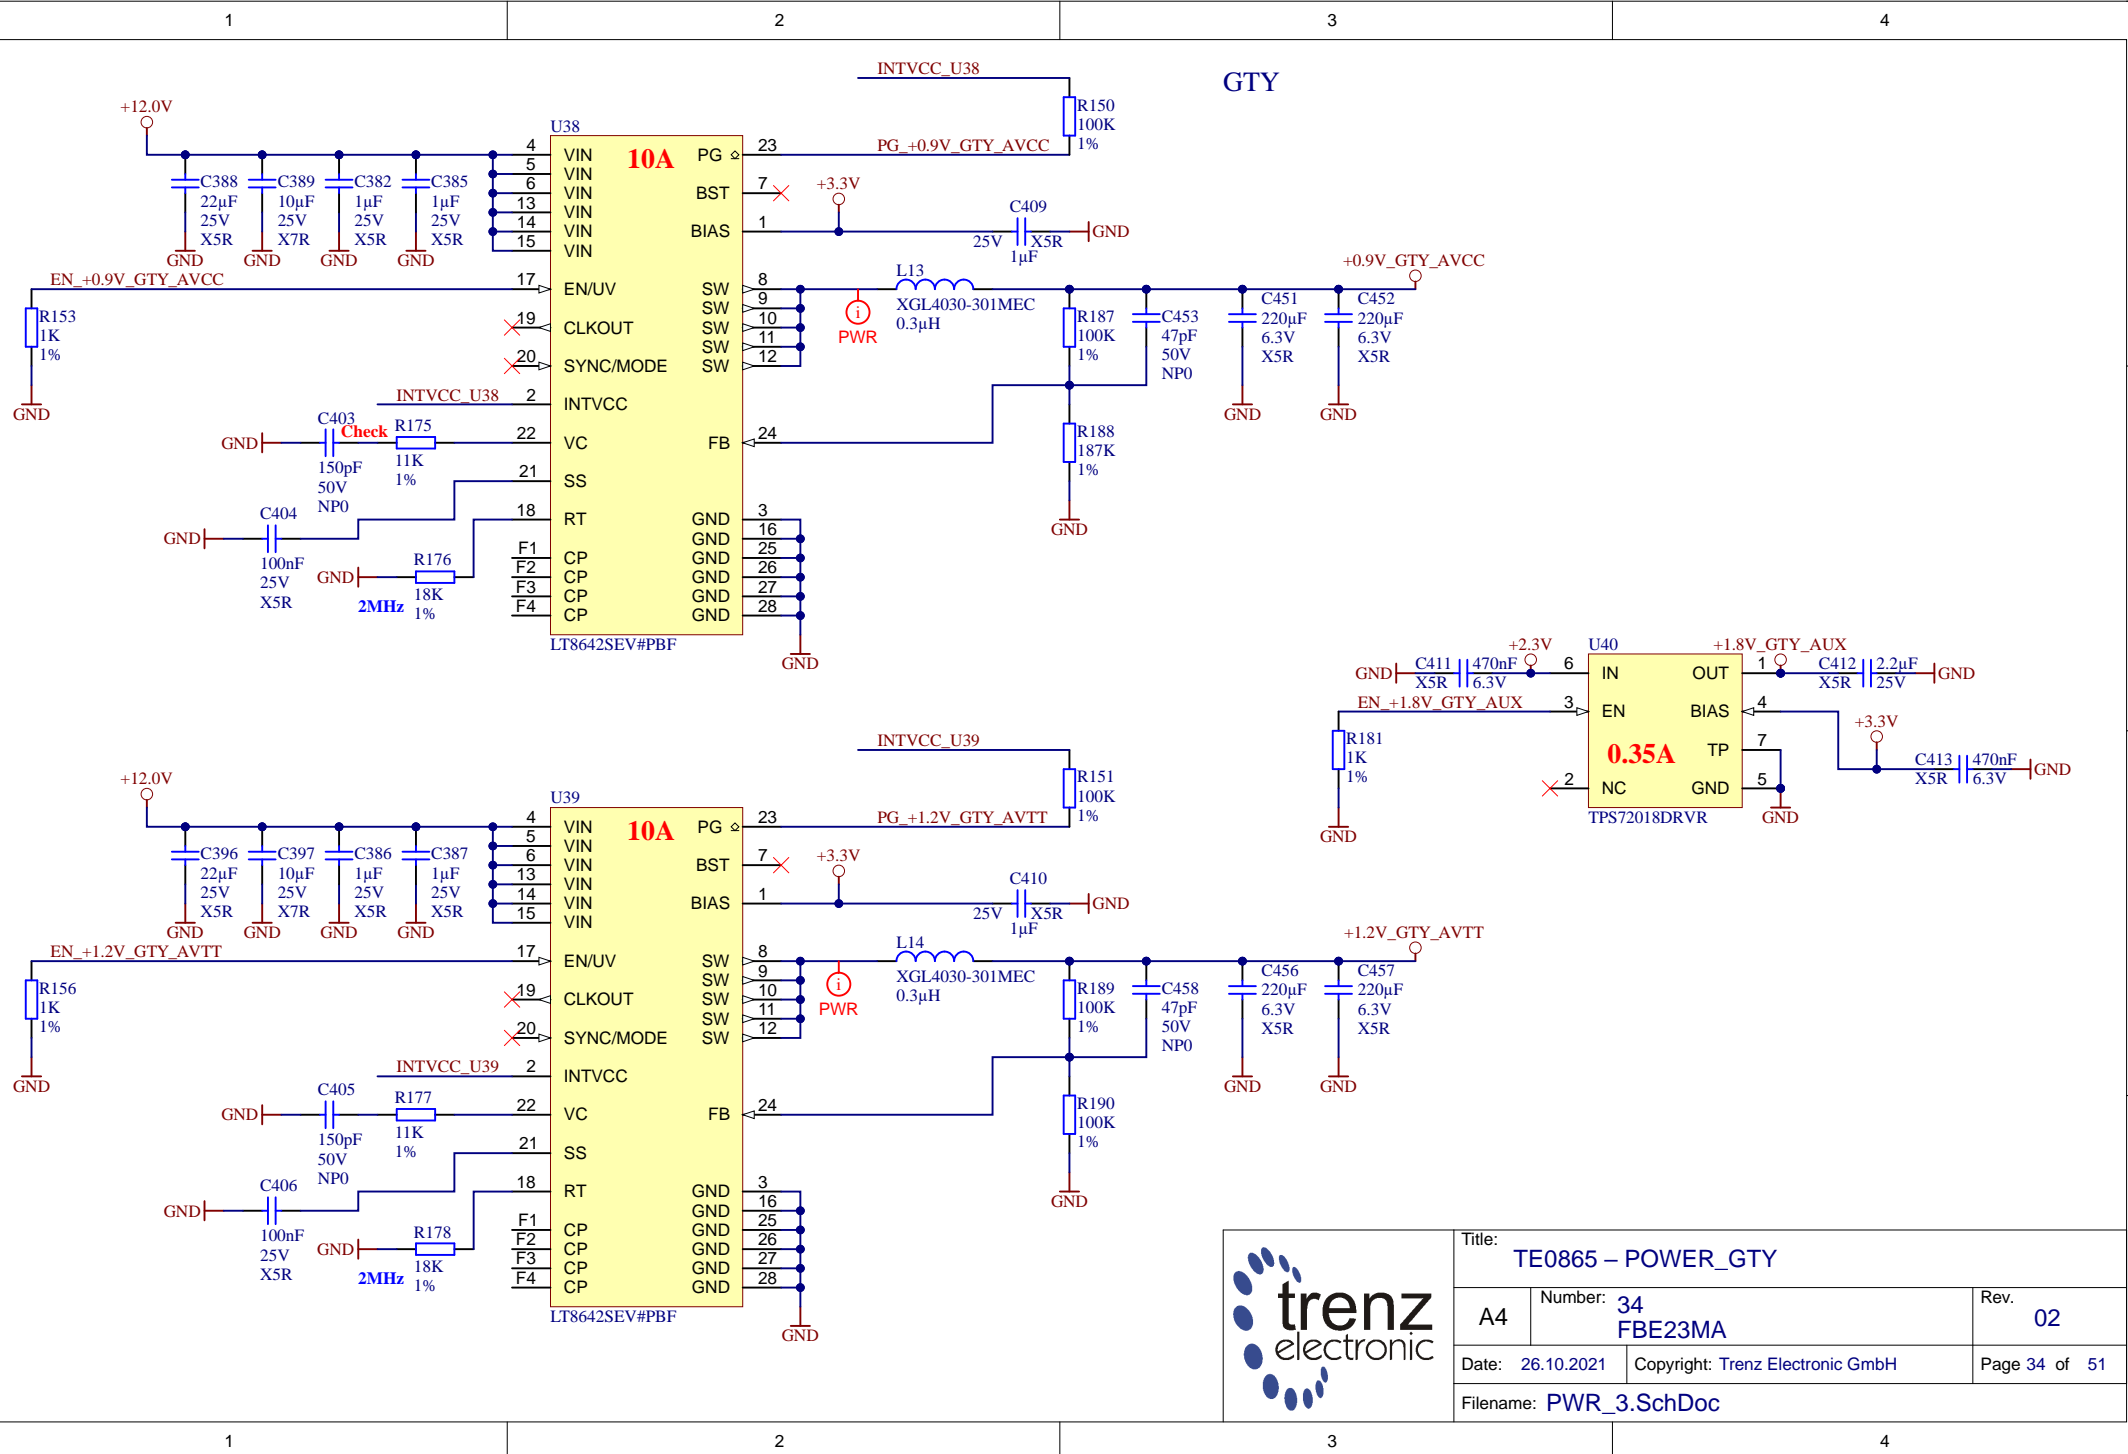 1 2 3 4
GTY
INTVCC_U38
R150
100K
1%
PG_+0.9V_GTY_AVCC
+12.0V
C388
22µF
25V
X5R
GND
C389
10µF
25V
X7R
GND
C382
1µF
25V
X5R
GND
C385
1µF
25V
X5R
GND
U38
10A
4 VIN
5 VIN
6 VIN
13 VIN
14 VIN
15 VIN
17 EN/UV
19 CLKOUT
20 SYNC/MODE
2 INTVCC
22 VC
21 SS
18 RT
F1 CP
F2 CP
F3 CP
F4 CP
PG 23
BST 7
BIAS 1
SW 8
SW 9
SW 10
SW 11
SW 12
FB 24
GND 3
GND 16
GND 25
GND 26
GND 27
GND 28
LT8642SEV#PBF
GND
+3.3V
C409
25V X5R
1µF
GND
EN_+0.9V_GTY_AVCC
R153
1K
1%
GND
INTVCC_U38
GND
C403
Check
150pF
50V
NP0
R175
11K
1%
GND
C404
100nF
25V
X5R
GND
R176
18K
1%
2MHz
i
PWR
L13
XGL4030-301MEC
0.3µH
R187
100K
1%
C453
47pF
50V
NP0
C451
220µF
6.3V
X5R
GND
C452
220µF
6.3V
X5R
GND
+0.9V_GTY_AVCC
R188
187K
1%
GND
+2.3V
GND
C411 470nF
X5R 6.3V
U40
6 IN
3 EN
2 NC
0.35A
OUT 1
BIAS 4
TP 7
GND 5
TPS72018DRVR
+1.8V_GTY_AUX
C412 2.2µF
X5R 25V
GND
EN_+1.8V_GTY_AUX
R181
1K
1%
GND
+3.3V
C413 470nF
X5R 6.3V
GND
GND
INTVCC_U39
R151
100K
1%
PG_+1.2V_GTY_AVTT
+12.0V
C396
22µF
25V
X5R
GND
C397
10µF
25V
X7R
GND
C386
1µF
25V
X5R
GND
C387
1µF
25V
X5R
GND
U39
10A
4 VIN
5 VIN
6 VIN
13 VIN
14 VIN
15 VIN
17 EN/UV
19 CLKOUT
20 SYNC/MODE
2 INTVCC
22 VC
21 SS
18 RT
F1 CP
F2 CP
F3 CP
F4 CP
PG 23
BST 7
BIAS 1
SW 8
SW 9
SW 10
SW 11
SW 12
FB 24
GND 3
GND 16
GND 25
GND 26
GND 27
GND 28
LT8642SEV#PBF
GND
+3.3V
C410
25V X5R
1µF
GND
EN_+1.2V_GTY_AVTT
R156
1K
1%
GND
INTVCC_U39
GND
C405
150pF
50V
NP0
R177
11K
1%
GND
C406
100nF
25V
X5R
GND
R178
18K
1%
2MHz
i
PWR
L14
XGL4030-301MEC
0.3µH
R189
100K
1%
C458
47pF
50V
NP0
C456
220µF
6.3V
X5R
GND
C457
220µF
6.3V
X5R
GND
+1.2V_GTY_AVTT
R190
100K
1%
GND
trenz
electronic
Title:
TE0865 – POWER_GTY
A4
Number: 34
FBE23MA
Rev.
02
Date: 26.10.2021
Copyright: Trenz Electronic GmbH
Page 34 of 51
Filename: PWR_3.SchDoc
1 2 3 4